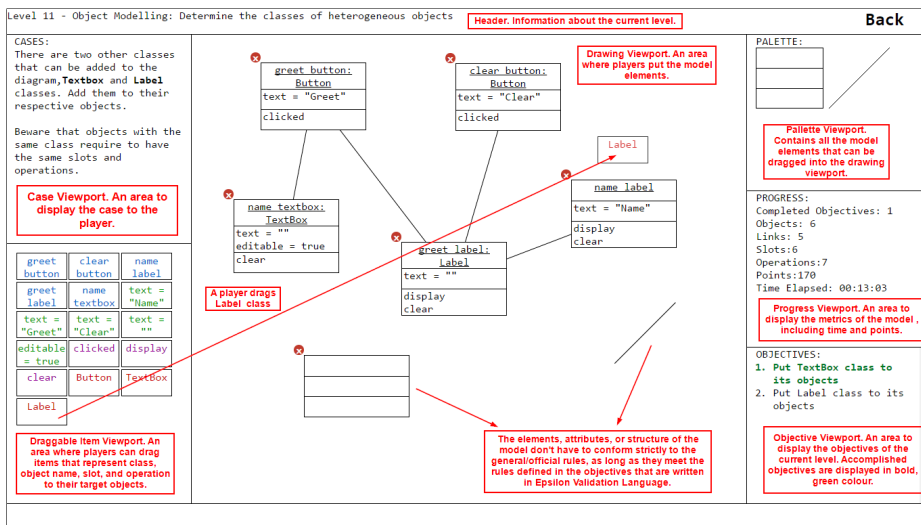 Level 11 - Object Modelling: Determine the classes of heterogeneous objects
Header. Information about the current level.
Back
CASES:
There are two other classes
that can be added to the
diagram,Textbox and Label
classes. Add them to their
respective objects.
Beware that objects with the
same class require to have
the same slots and
operations.
Case Viewport. An area to
display the case to the
player.
greet
button
clear
button
name
label
greet
label
name
textbox
text =
"Name"
text =
"Greet"
text =
"Clear"
text =
""
editable
= true
clicked
display
clear
Button
TextBox
Label
Draggable Item Viewport. An
area where players can drag
items that represent class,
object name, slot, and operation
to their target objects.
greet button:
Button
text = "Greet"
clicked
clear button:
Button
text = "Clear"
clicked
Drawing Viewport. An area
where players put the model
elements.
Label
name label
text = "Name"
display
clear
name textbox:
TextBox
text = ""
editable = true
clear
greet label:
Label
text = ""
display
clear
A player drags
Label class
The elements, attributes, or structure of the
model don't have to conform strictly to the
general/official rules, as long as they meet the
rules defined in the objectives that are written
in Epsilon Validation Language.
PALETTE:
Pallette Viewport.
Contains all the model
elements that can be
dragged into the drawing
viewport.
PROGRESS:
Completed Objectives: 1
Objects: 6
Links: 5
Slots:6
Operations:7
Points:170
Time Elapsed: 00:13:03
Progress Viewport. An area to
display the metrics of the model ,
including time and points.
OBJECTIVES:
1. Put TextBox class to
its objects
2. Put Label class to its
objects
Objective Viewport. An area to
display the objectives of the
current level. Accomplished
objectives are displayed in bold,
green colour.